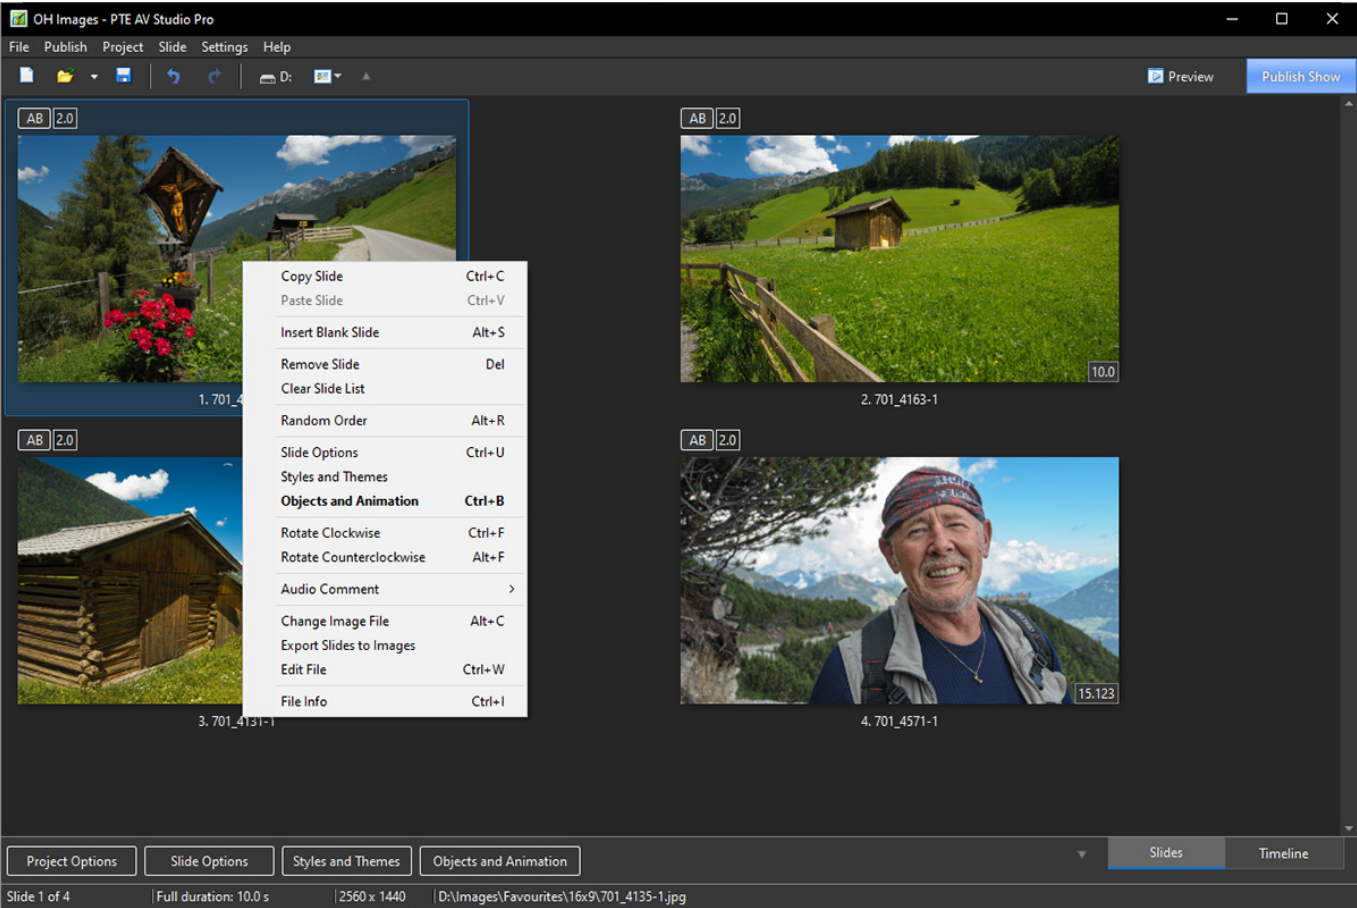 OH Images - PTE AV Studio Pro
File Publish Project Slide Settings Help
D: Preview Publish Show
AB 2.0
AB 2.0
10.0
1. 701_4
2. 701_4163-1
AB 2.0
AB 2.0
15.123
3. 701_4131-1
4. 701_4571-1
Copy Slide Ctrl+C
Paste Slide Ctrl+V
Insert Blank Slide Alt+S
Remove Slide Del
Clear Slide List
Random Order Alt+R
Slide Options Ctrl+U
Styles and Themes
Objects and Animation Ctrl+B
Rotate Clockwise Ctrl+F
Rotate Counterclockwise Alt+F
Audio Comment
Change Image File Alt+C
Export Slides to Images
Edit File Ctrl+W
File Info Ctrl+I
Project Options Slide Options Styles and Themes Objects and Animation Slides Timeline
Slide 1 of 4 Full duration: 10.0 s 2560 x 1440 D:\Images\Favourites\16x9\701_4135-1.jpg